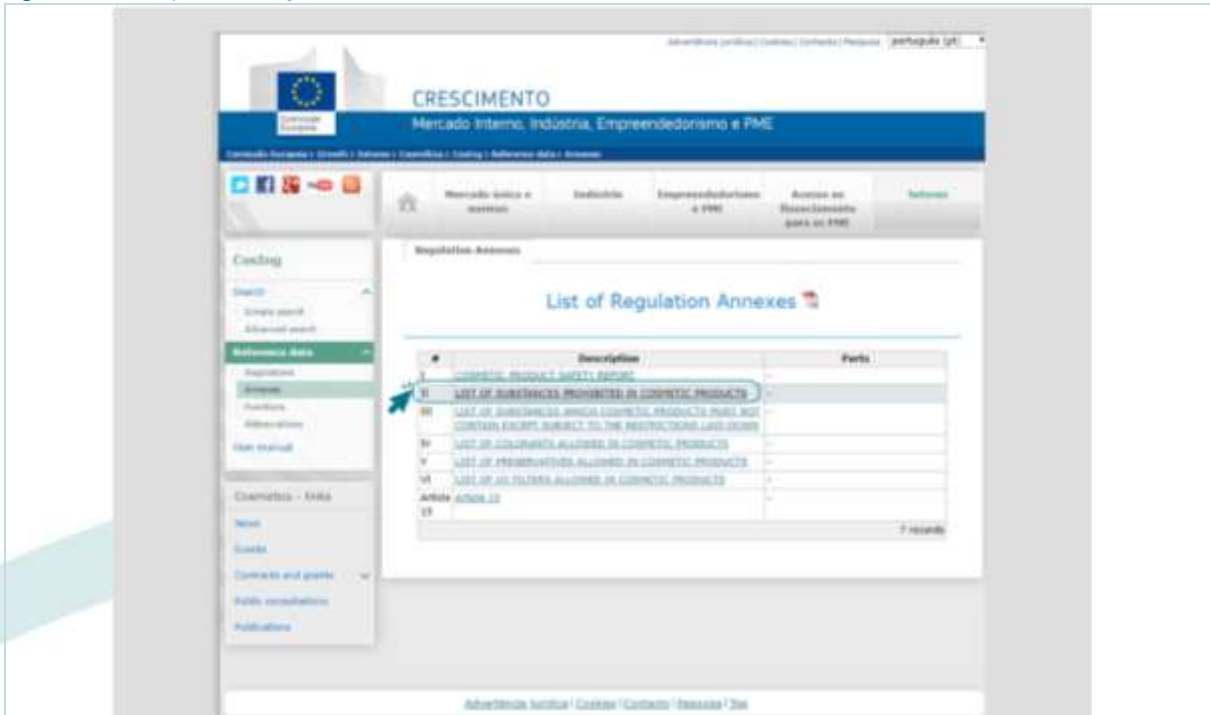 Advertência jurídica | Cookies | Contacto | Pesquisa português (pt)
CRESCIMENTO
Comissão Europeia
Mercado Interno, Indústria, Empreendedorismo e PME
Comissão Europeia > Growth > Setores > Cosmetics > CosIng > Reference data > Annexes
Mercado único e normas
Indústria
Empreendedorismo e PME
Acesso ao financiamento para as PME
Setores
CosIng
Search
Simple search
Advanced search
Reference data
Regulations
Annexes
Functions
Abbreviations
User manual
Cosmetics - links
News
Events
Contracts and grants
Public consultations
Publications
Regulation Annexes
List of Regulation Annexes
# Description Parts
I COSMETIC PRODUCT SAFETY REPORT -
II LIST OF SUBSTANCES PROHIBITED IN COSMETIC PRODUCTS -
III LIST OF SUBSTANCES WHICH COSMETIC PRODUCTS MUST NOT -
CONTAIN EXCEPT SUBJECT TO THE RESTRICTIONS LAID DOWN
IV LIST OF COLORANTS ALLOWED IN COSMETIC PRODUCTS -
V LIST OF PRESERVATIVES ALLOWED IN COSMETIC PRODUCTS -
VI LIST OF UV FILTERS ALLOWED IN COSMETIC PRODUCTS -
Article 13 Article 13 -
7 records
Advertência Jurídica | Cookies | Contacto | Pesquisa | Top